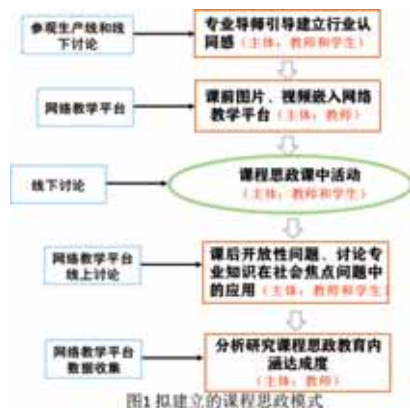 参观生产线和线
下讨论
专业导师引导建立行业认
同感（主体：教师和学生）
网络教学平台
课前图片、视频嵌入网络
教学平台（主体：教师）
线下讨论
课程思政课中活动
（主体：教师和学生）
网络教学平台
线上讨论
课后开放性问题、讨论专
业知识在社会焦点问题中
的应用（主体：教师和学生）
网络教学平台
数据收集
分析研究课程思政教育内
涵达成度
（主体：教师）
图1 拟建立的课程思政模式